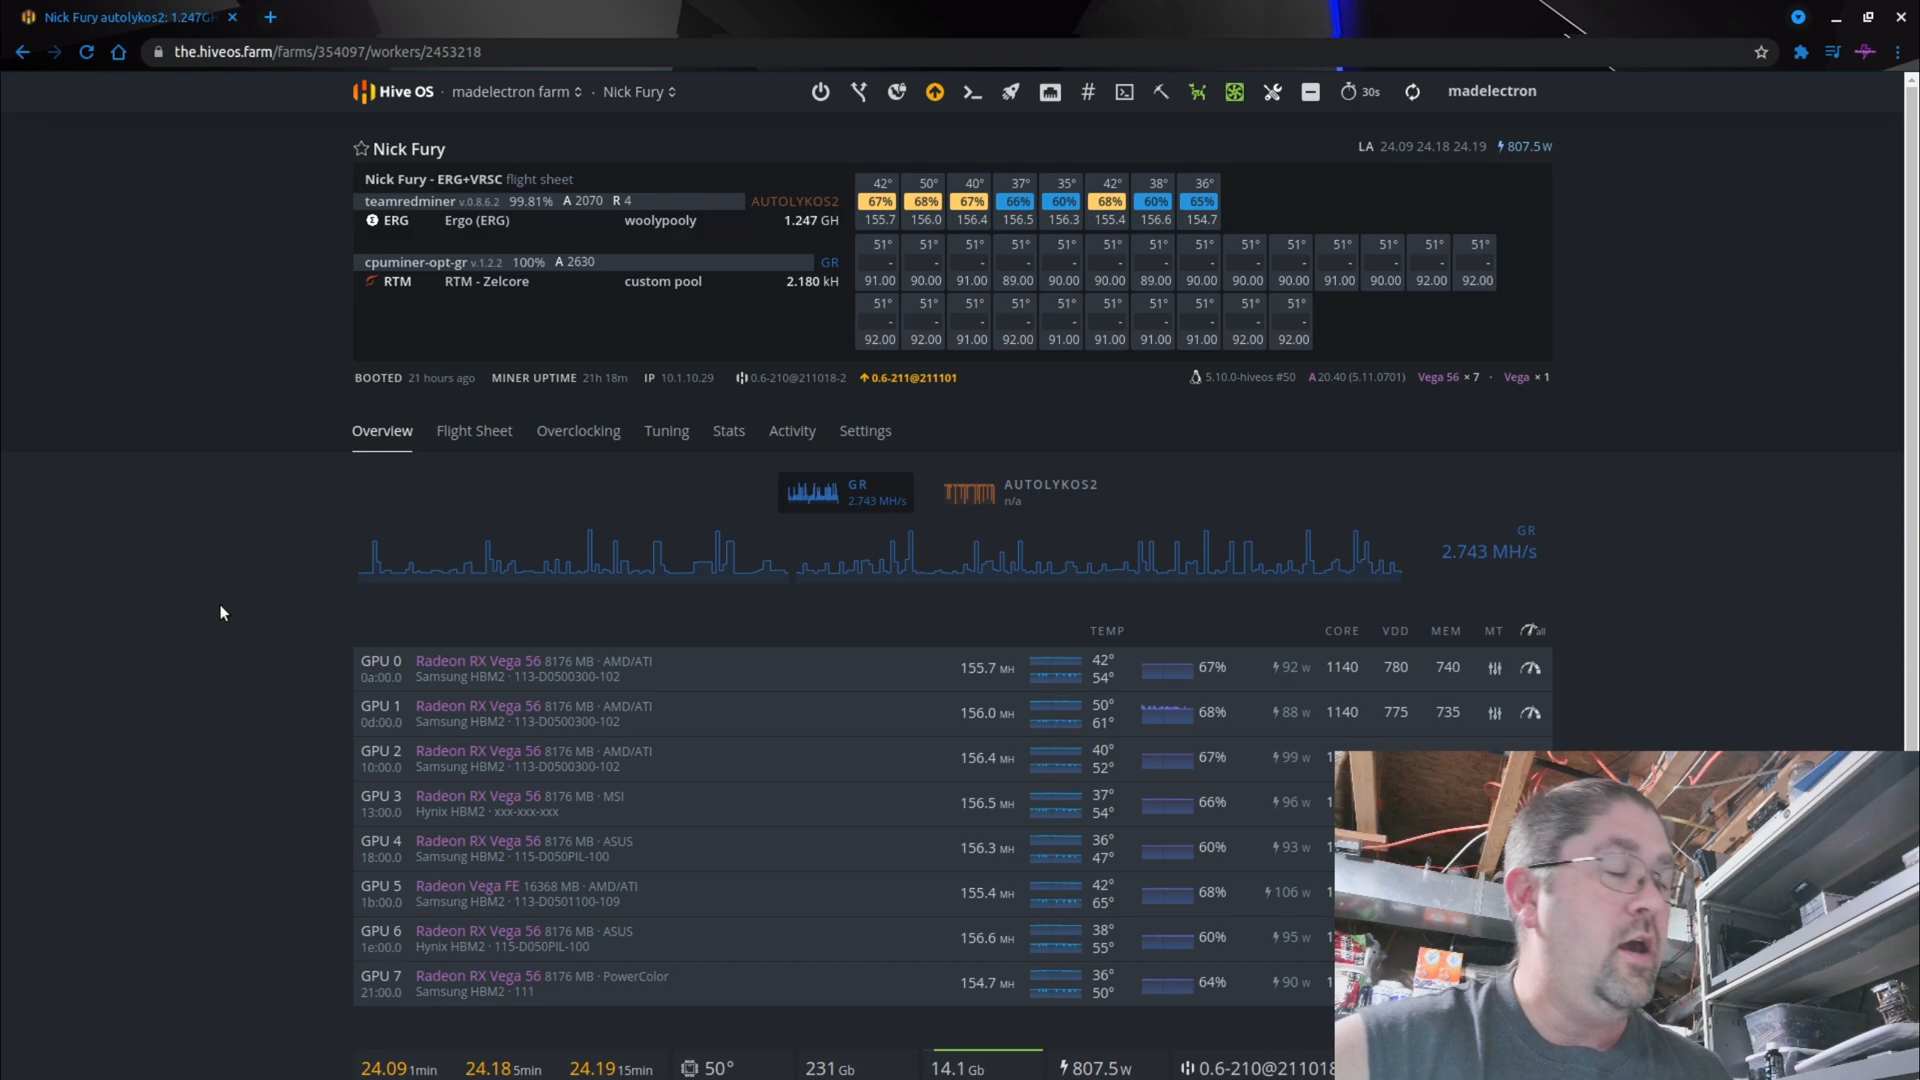 Nick Fury autolykos2: 1.247GH
the.hiveos.farm/farms/354097/workers/2453218
Hive OS · madelectron farm · Nick Fury
30s
madelectron
Nick Fury
LA 24.09 24.18 24.19 807.5 W
Nick Fury - ERG+VRSC flight sheet
teamredminer v.0.8.6.2 99.81% A 2070 R 4 AUTOLYKOS2
ERG Ergo (ERG) woolypooly 1.247 GH
cpuminer-opt-gr v.1.2.2 100% A 2630 GR
RTM RTM - Zelcore custom pool 2.180 kH
42° 50° 40° 37° 35° 42° 38° 36°
67% 68% 67% 66% 60% 68% 60% 65%
155.7 156.0 156.4 156.5 156.3 155.4 156.6 154.7
51° 51° 51° 51° 51° 51° 51° 51° 51° 51° 51° 51° 51° 51°
- - - - - - - - - - - - - -
91.00 90.00 91.00 89.00 90.00 90.00 89.00 90.00 90.00 90.00 91.00 90.00 92.00 92.00
51° 51° 51° 51° 51° 51° 51° 51° 51° 51°
- - - - - - - - - -
92.00 92.00 91.00 92.00 91.00 91.00 91.00 91.00 92.00 92.00
BOOTED 21 hours ago MINER UPTIME 21h 18m IP 10.1.10.29 0.6-210@211018-2 0.6-211@211101
5.10.0-hiveos #50 A 20.40 (5.11.0701) Vega 56 × 7 · Vega × 1
Overview Flight Sheet Overclocking Tuning Stats Activity Settings
GR
2.743 MH/s
AUTOLYKOS2
n/a
GR
2.743 MH/s
TEMP CORE VDD MEM MT all
GPU 0 Radeon RX Vega 56 8176 MB · AMD/ATI
0a:00.0 Samsung HBM2 · 113-D0500300-102
155.7 MH 42° 54° 67% 92 W 1140 780 740
GPU 1 Radeon RX Vega 56 8176 MB · AMD/ATI
0d:00.0 Samsung HBM2 · 113-D0500300-102
156.0 MH 50° 61° 68% 88 W 1140 775 735
GPU 2 Radeon RX Vega 56 8176 MB · AMD/ATI
10:00.0 Samsung HBM2 · 113-D0500300-102
156.4 MH 40° 52° 67% 99 W 1
GPU 3 Radeon RX Vega 56 8176 MB · MSI
13:00.0 Hynix HBM2 · xxx-xxx-xxx
156.5 MH 37° 54° 66% 96 W 1
GPU 4 Radeon RX Vega 56 8176 MB · ASUS
18:00.0 Samsung HBM2 · 115-D050PIL-100
156.3 MH 36° 47° 60% 93 W 1
GPU 5 Radeon Vega FE 16368 MB · AMD/ATI
1b:00.0 Samsung HBM2 · 113-D0501100-109
155.4 MH 42° 65° 68% 106 W 1
GPU 6 Radeon RX Vega 56 8176 MB · ASUS
1e:00.0 Hynix HBM2 · 115-D050PIL-100
156.6 MH 38° 55° 60% 95 W 1
GPU 7 Radeon RX Vega 56 8176 MB · PowerColor
21:00.0 Samsung HBM2 · 111
154.7 MH 36° 50° 64% 90 W 1
24.09 1min 24.18 5min 24.19 15min 50° 231 Gb 14.1 Gb 807.5 W 0.6-210@211018